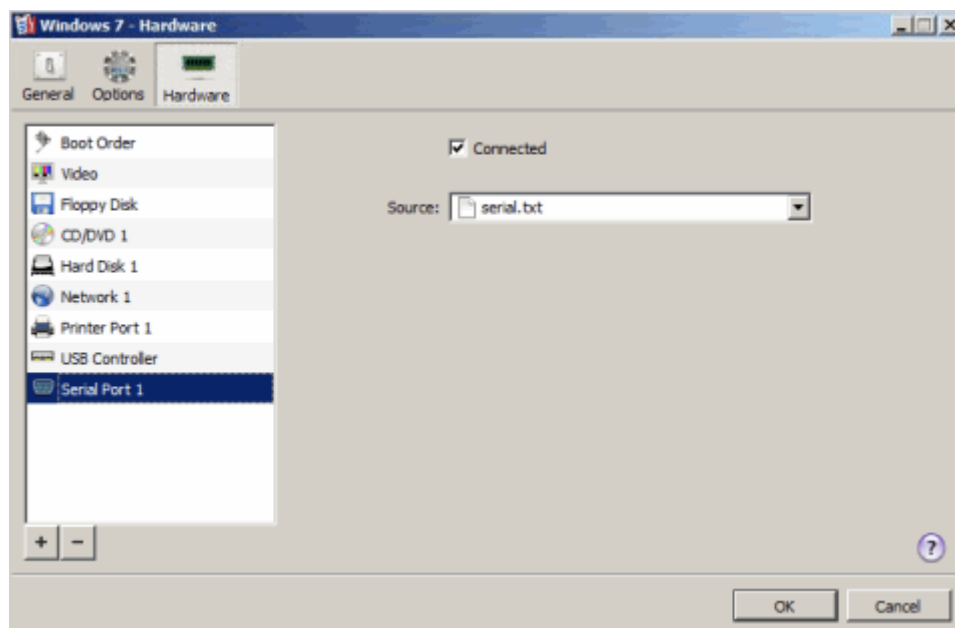 Windows 7 - Hardware
General Options Hardware
Boot Order
Video
Floppy Disk
CD/DVD 1
Hard Disk 1
Network 1
Printer Port 1
USB Controller
Serial Port 1
Connected
Source: serial.txt
+ -
?
OK Cancel